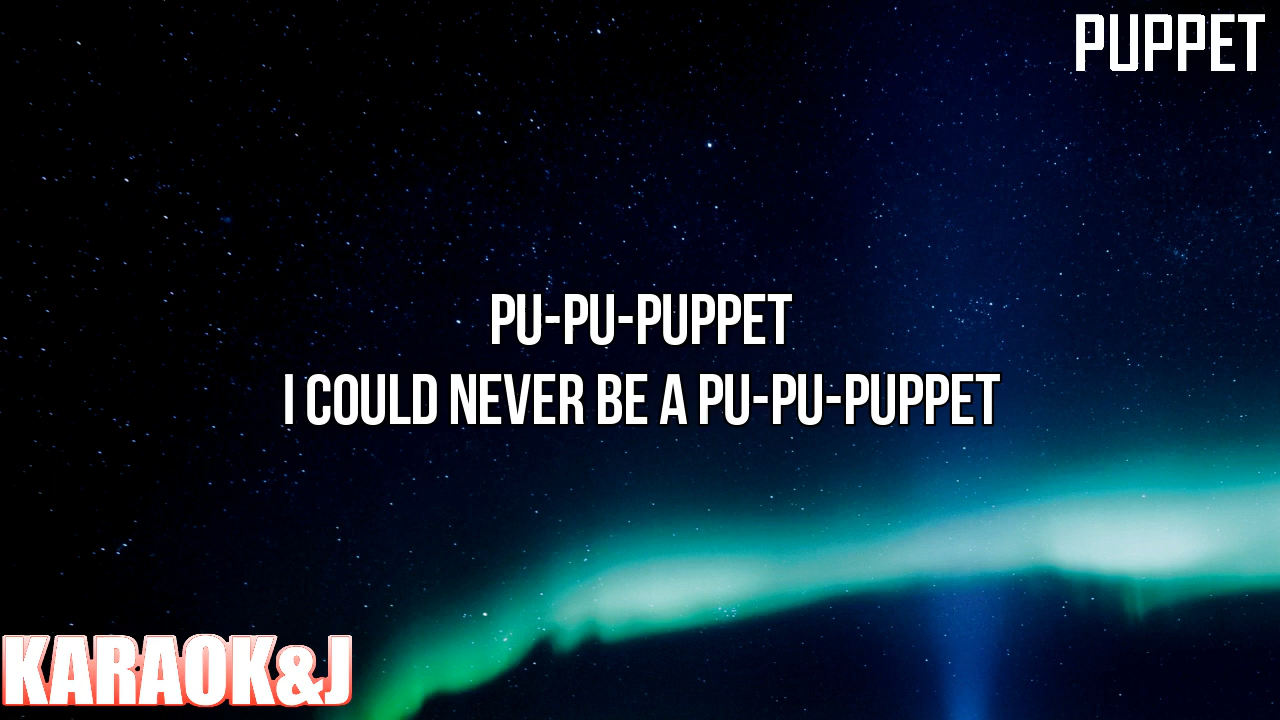 PUPPET
PU-PU-PUPPET
I COULD NEVER BE A PU-PU-PUPPET
KARAOK&J